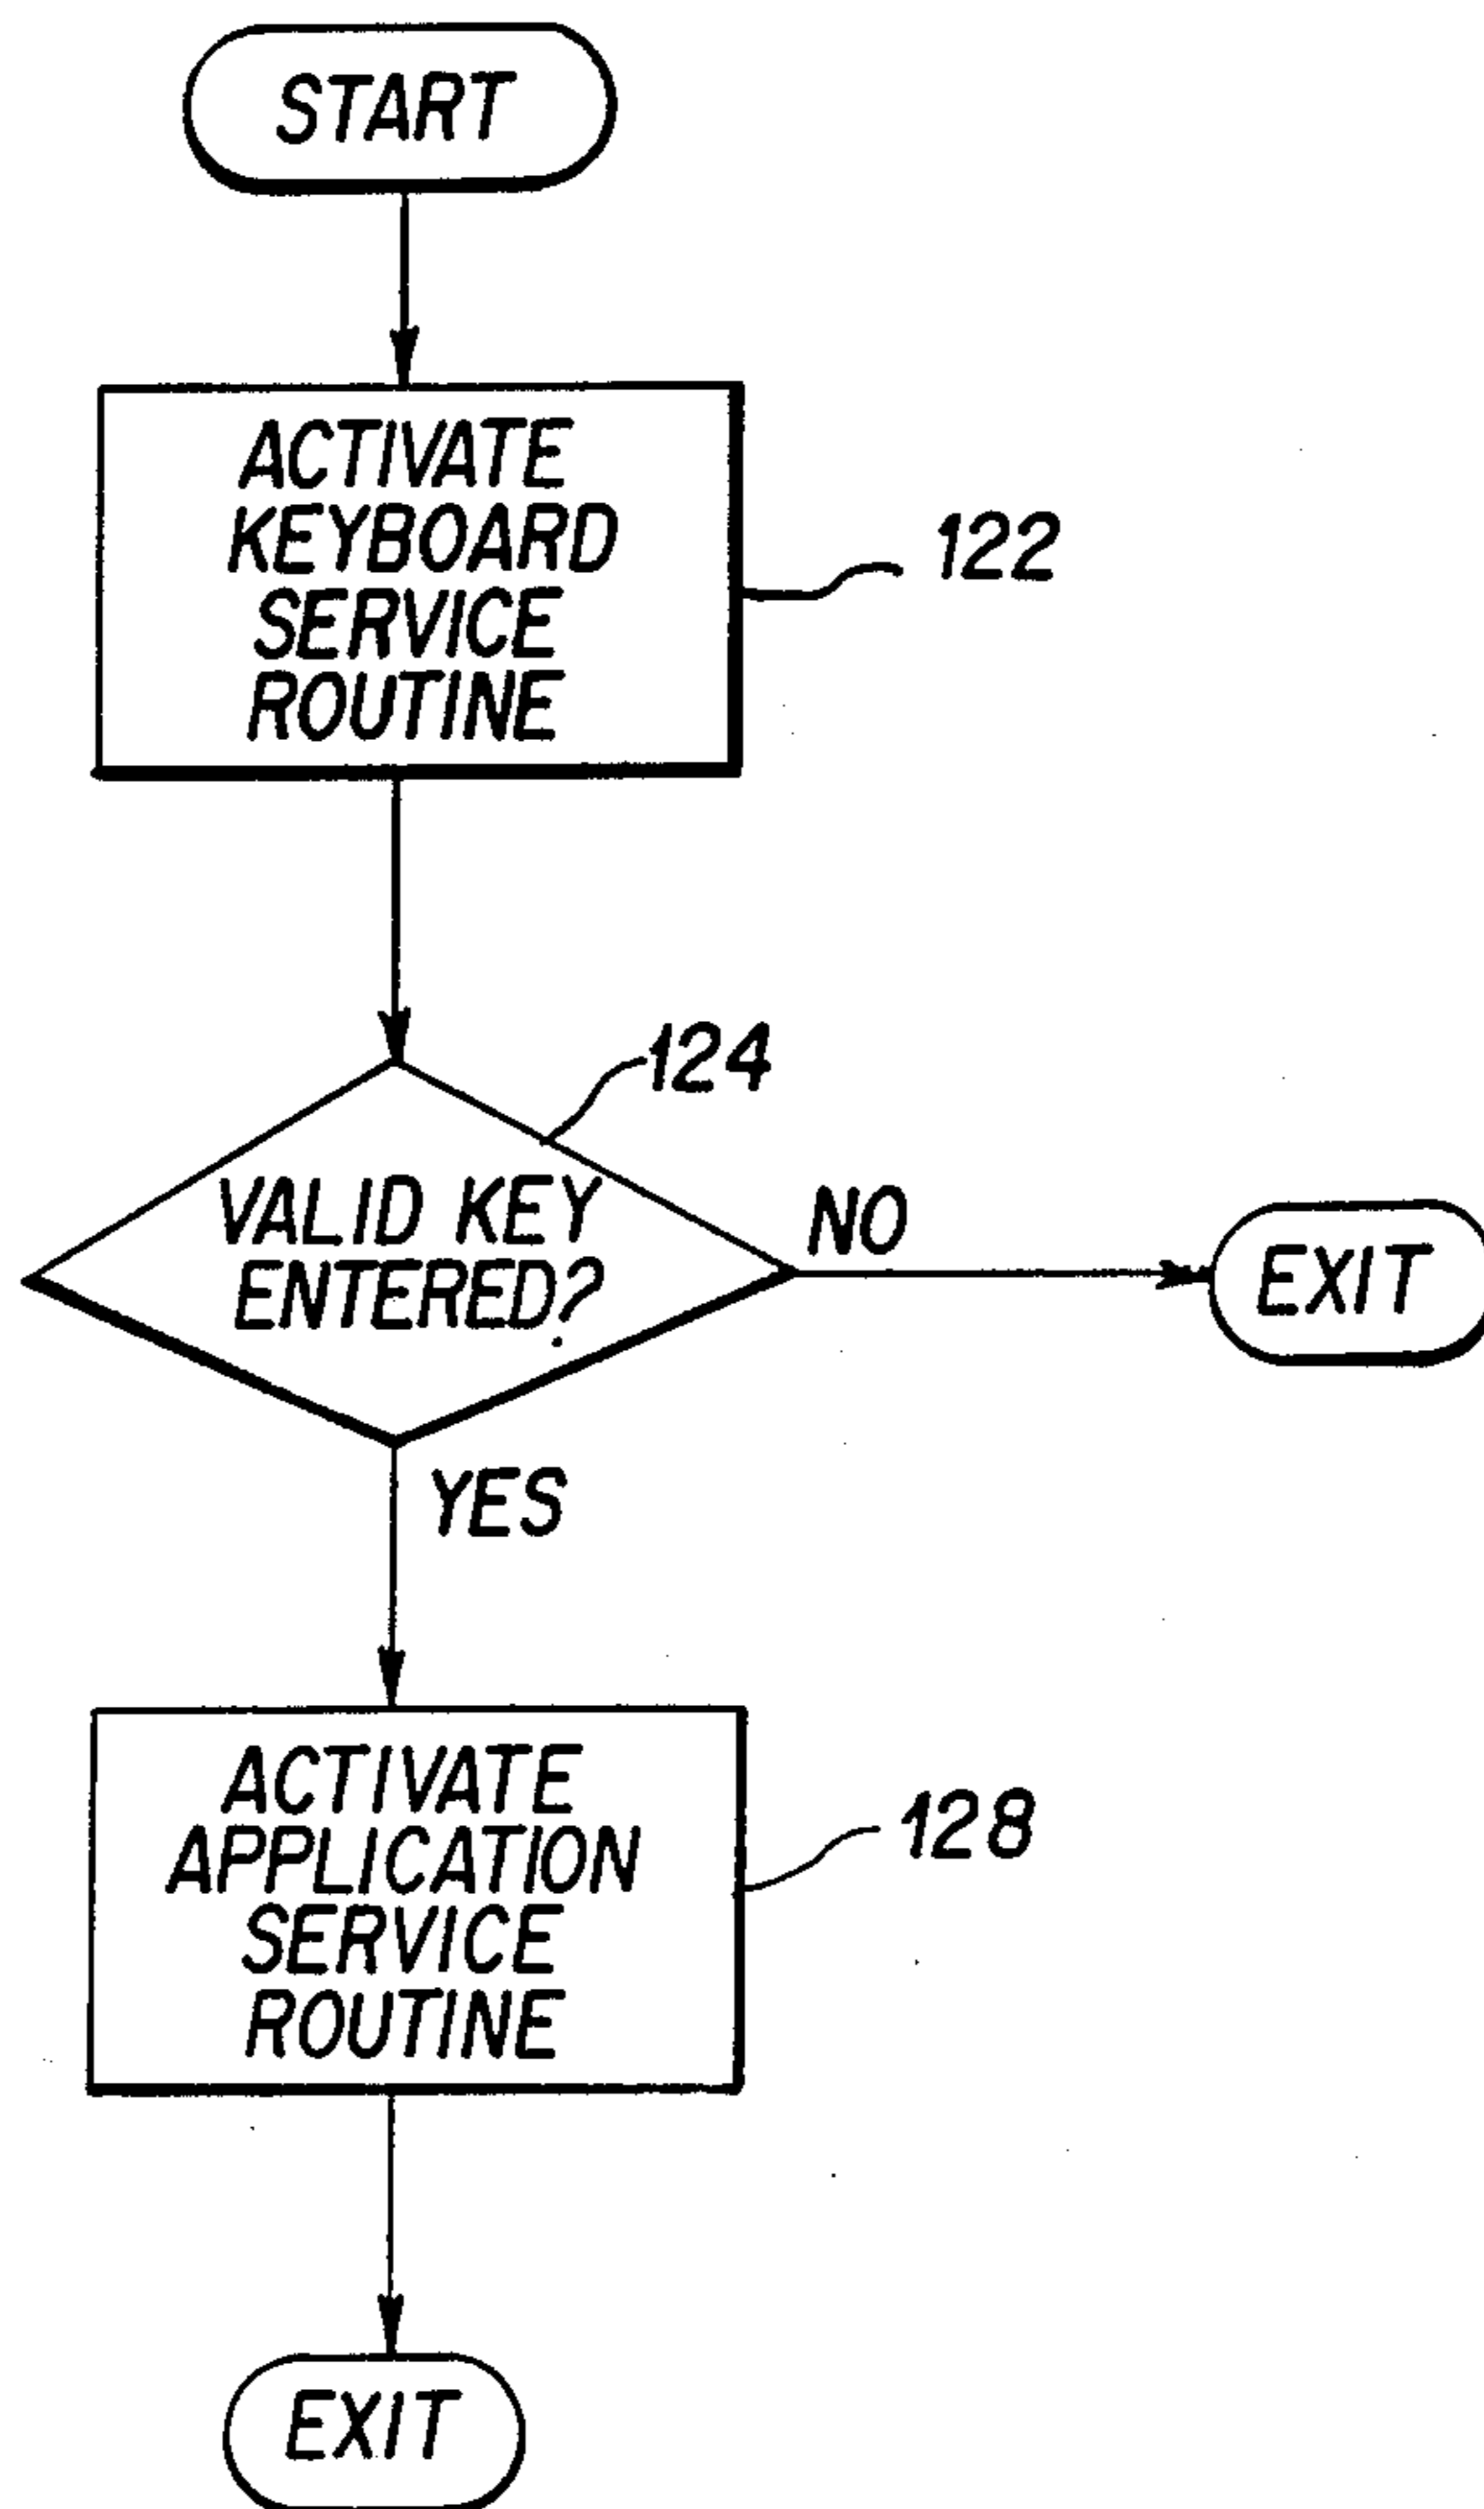 START
ACTIVATE
KEYBOARD
SERVICE
ROUTINE
122
124
VALID KEY
ENTERED?
NO
EXIT
YES
ACTIVATE
APPLICATION
SERVICE
ROUTINE
128
EXIT